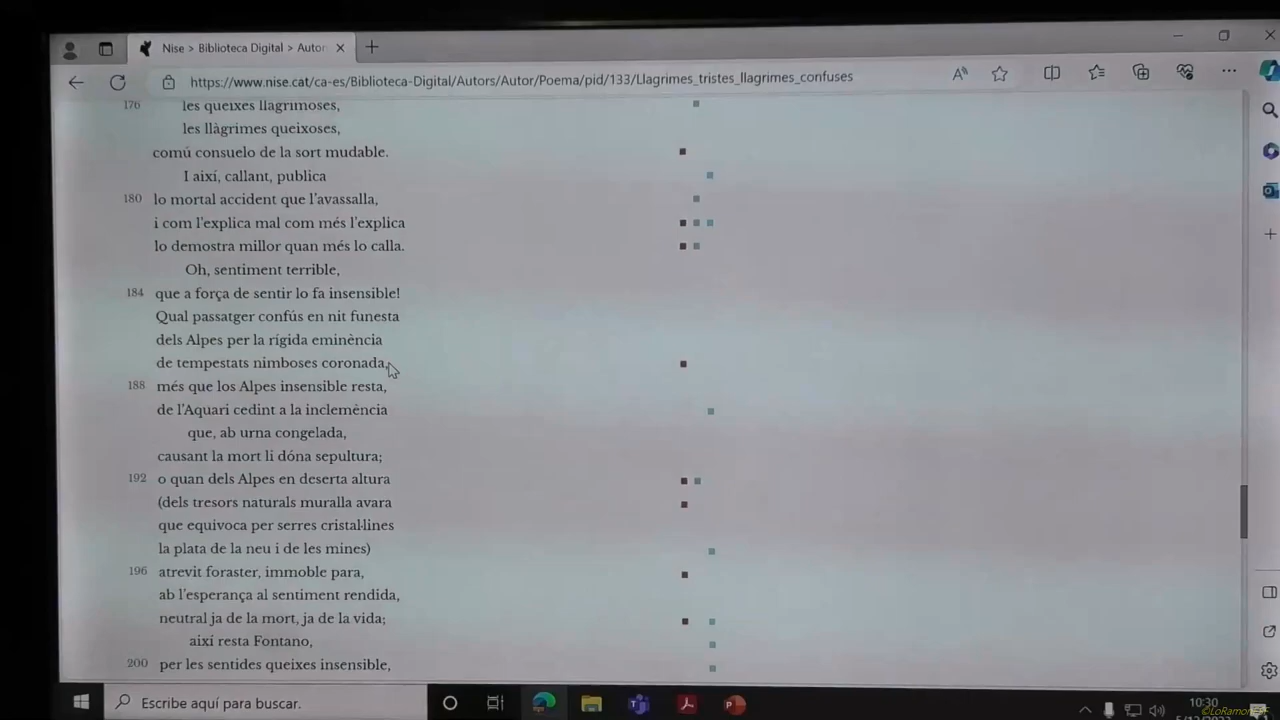 Nise > Biblioteca Digital > Autor
https://www.nise.cat/ca-es/Biblioteca-Digital/Autors/Autor/Poema/pid/133/Llagrimes_tristes_llagrimes_confuses
176 les queixes llagrimoses,
les llàgrimes queixoses,
comú consuelo de la sort mudable.
I així, callant, publica
180 lo mortal accident que l'avassalla,
i com l'explica mal com més l'explica
lo demostra millor quan més lo calla.
Oh, sentiment terrible,
184 que a força de sentir lo fa insensible!
Qual passatger confús en nit funesta
dels Alpes per la rígida eminència
de tempestats nimboses coronada,
188 més que los Alpes insensible resta,
de l'Aquari cedint a la inclemència
que, ab urna congelada,
causant la mort li dóna sepultura;
192 o quan dels Alpes en deserta altura
(dels tresors naturals muralla avara
que equivoca per serres cristal·lines
la plata de la neu i de les mines)
196 atrevit foraster, immoble para,
ab l'esperança al sentiment rendida,
neutral ja de la mort, ja de la vida;
així resta Fontano,
200 per les sentides queixes insensible,
Escribe aquí para buscar.
10:30